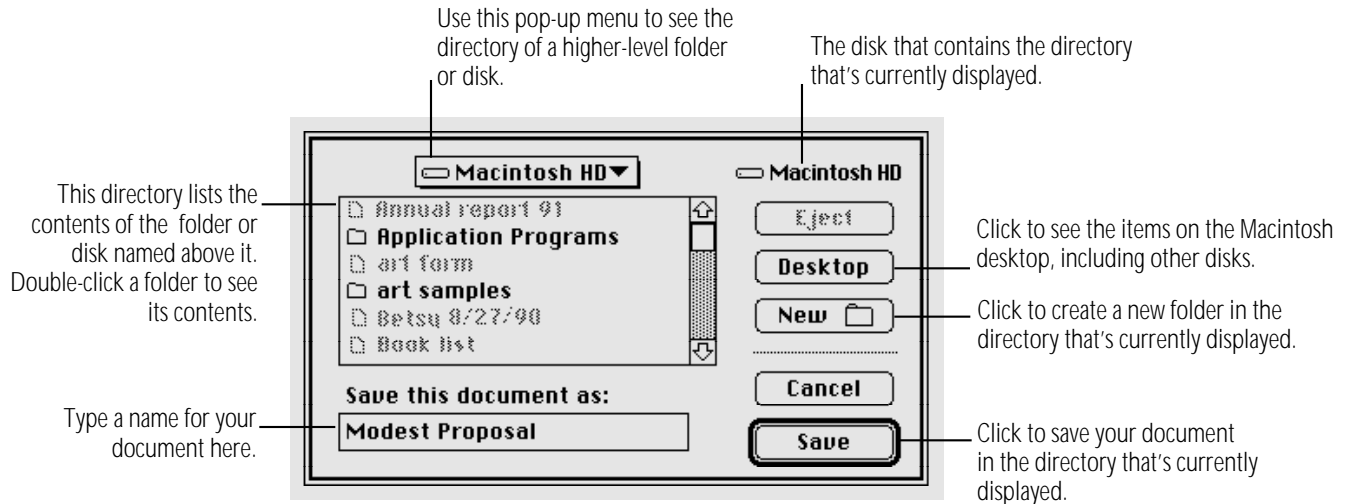 Use this pop-up menu to see the
directory of a higher-level folder
or disk.
The disk that contains the directory
that's currently displayed.
Macintosh HD
Macintosh HD
This directory lists the
contents of the folder or
disk named above it.
Double-click a folder to see
its contents.
Annual report 91
Application Programs
art form
art samples
Betsy 8/27/90
Book list
Eject
Desktop
New
Click to see the items on the Macintosh
desktop, including other disks.
Click to create a new folder in the
directory that's currently displayed.
Save this document as:
Modest Proposal
Type a name for your
document here.
Cancel
Save
Click to save your document
in the directory that's currently
displayed.